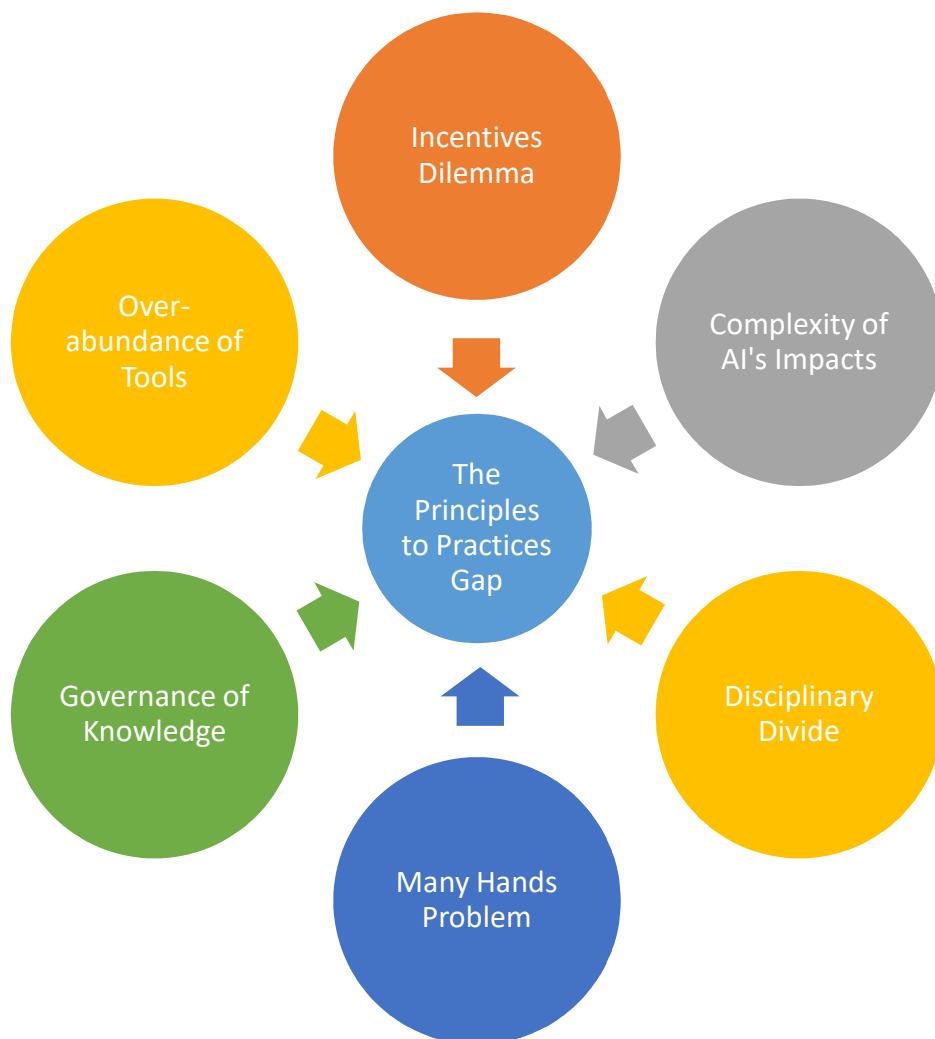 Incentives
Dilemma
Over-
abundance of
Tools
Complexity of
AI's Impacts
The
Principles
to Practices
Gap
Governance of
Knowledge
Disciplinary
Divide
Many Hands
Problem